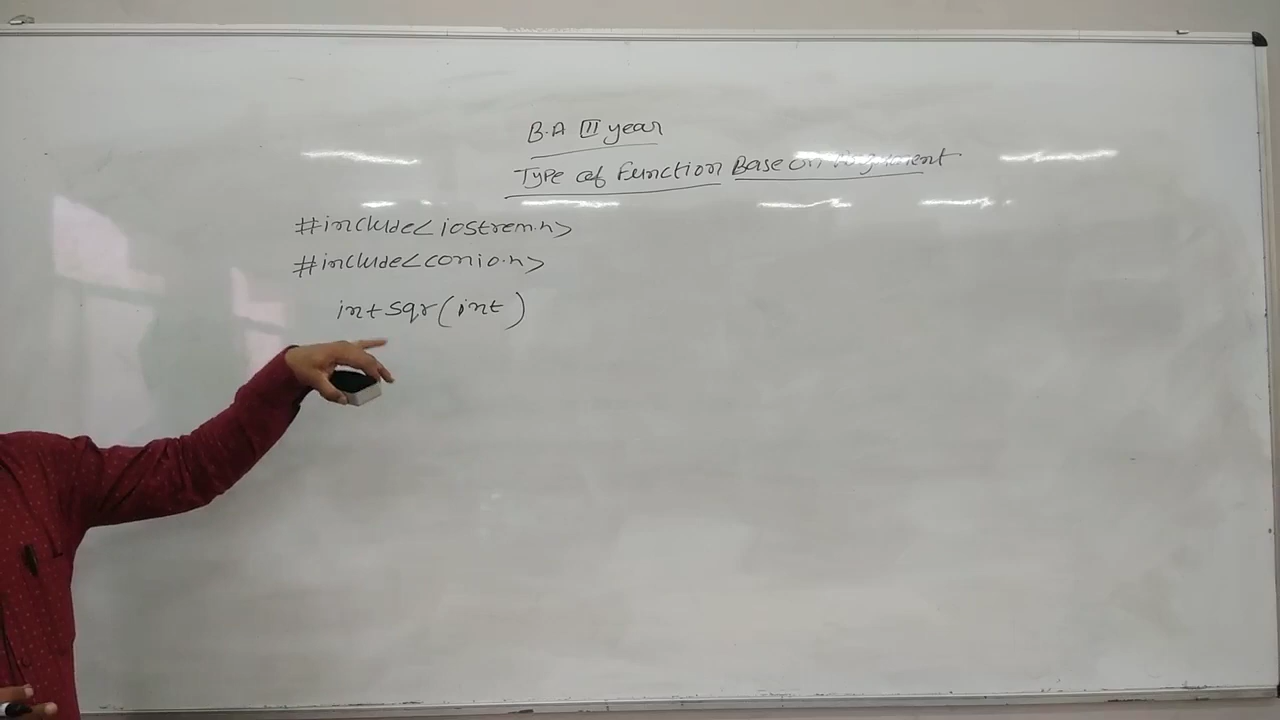 B.A II year
Type of Function Base on Argument
#include<iostrem.h>
#include<conio.h>
int sqr(int)